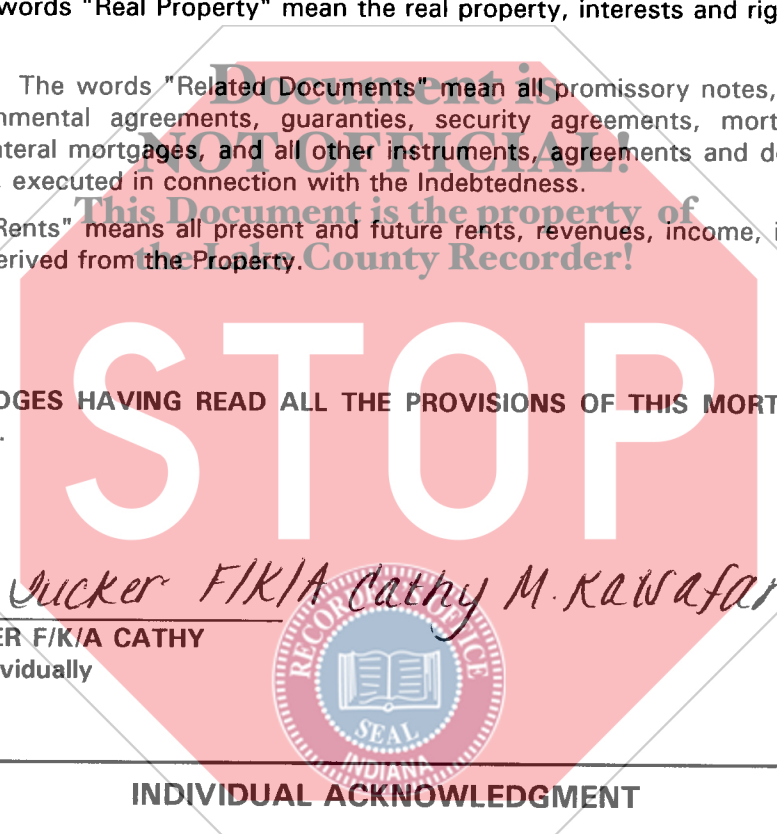 words "Real Property" mean the real property, interests and rig
Document is
The words "Related Documents" mean all promissory notes,
nmental agreements, guaranties, security agreements, mort
NOT OFFICIAL!
ateral mortgages, and all other instruments, agreements and d
executed in connection with the Indebtedness.
This Document is the property of
Rents" means all present and future rents, revenues, income, i
the Lake County Recorder!
erived from the Property.
STOP
OGES HAVING READ ALL THE PROVISIONS OF THIS MORT
Jucker F/K/A Cathy M. Kawafar
ER F/K/A CATHY
vidually
RECORDER'S OFFICE
SEAL
INDIANA
INDIVIDUAL ACKNOWLEDGMENT